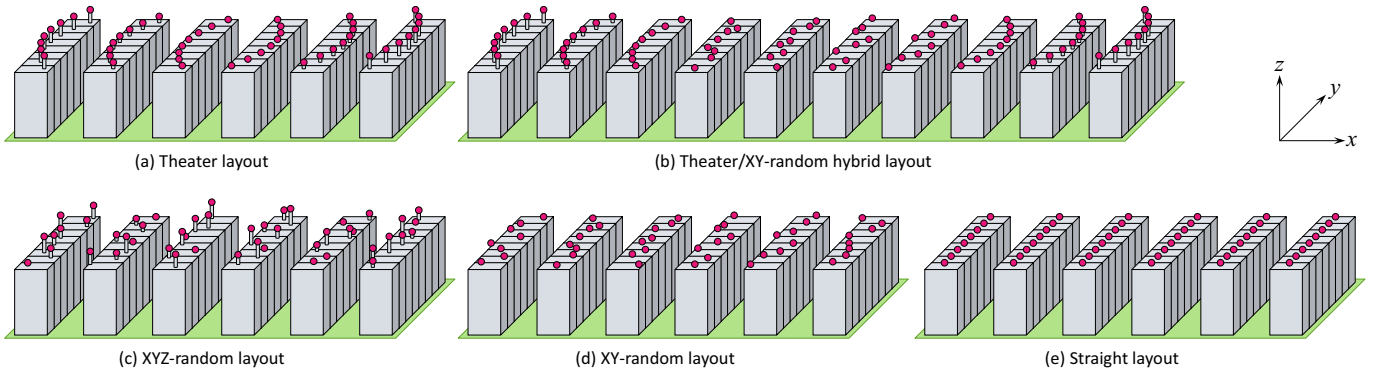 (a) Theater layout
(b) Theater/XY-random hybrid layout
z
y
x
(c) XYZ-random layout
(d) XY-random layout
(e) Straight layout